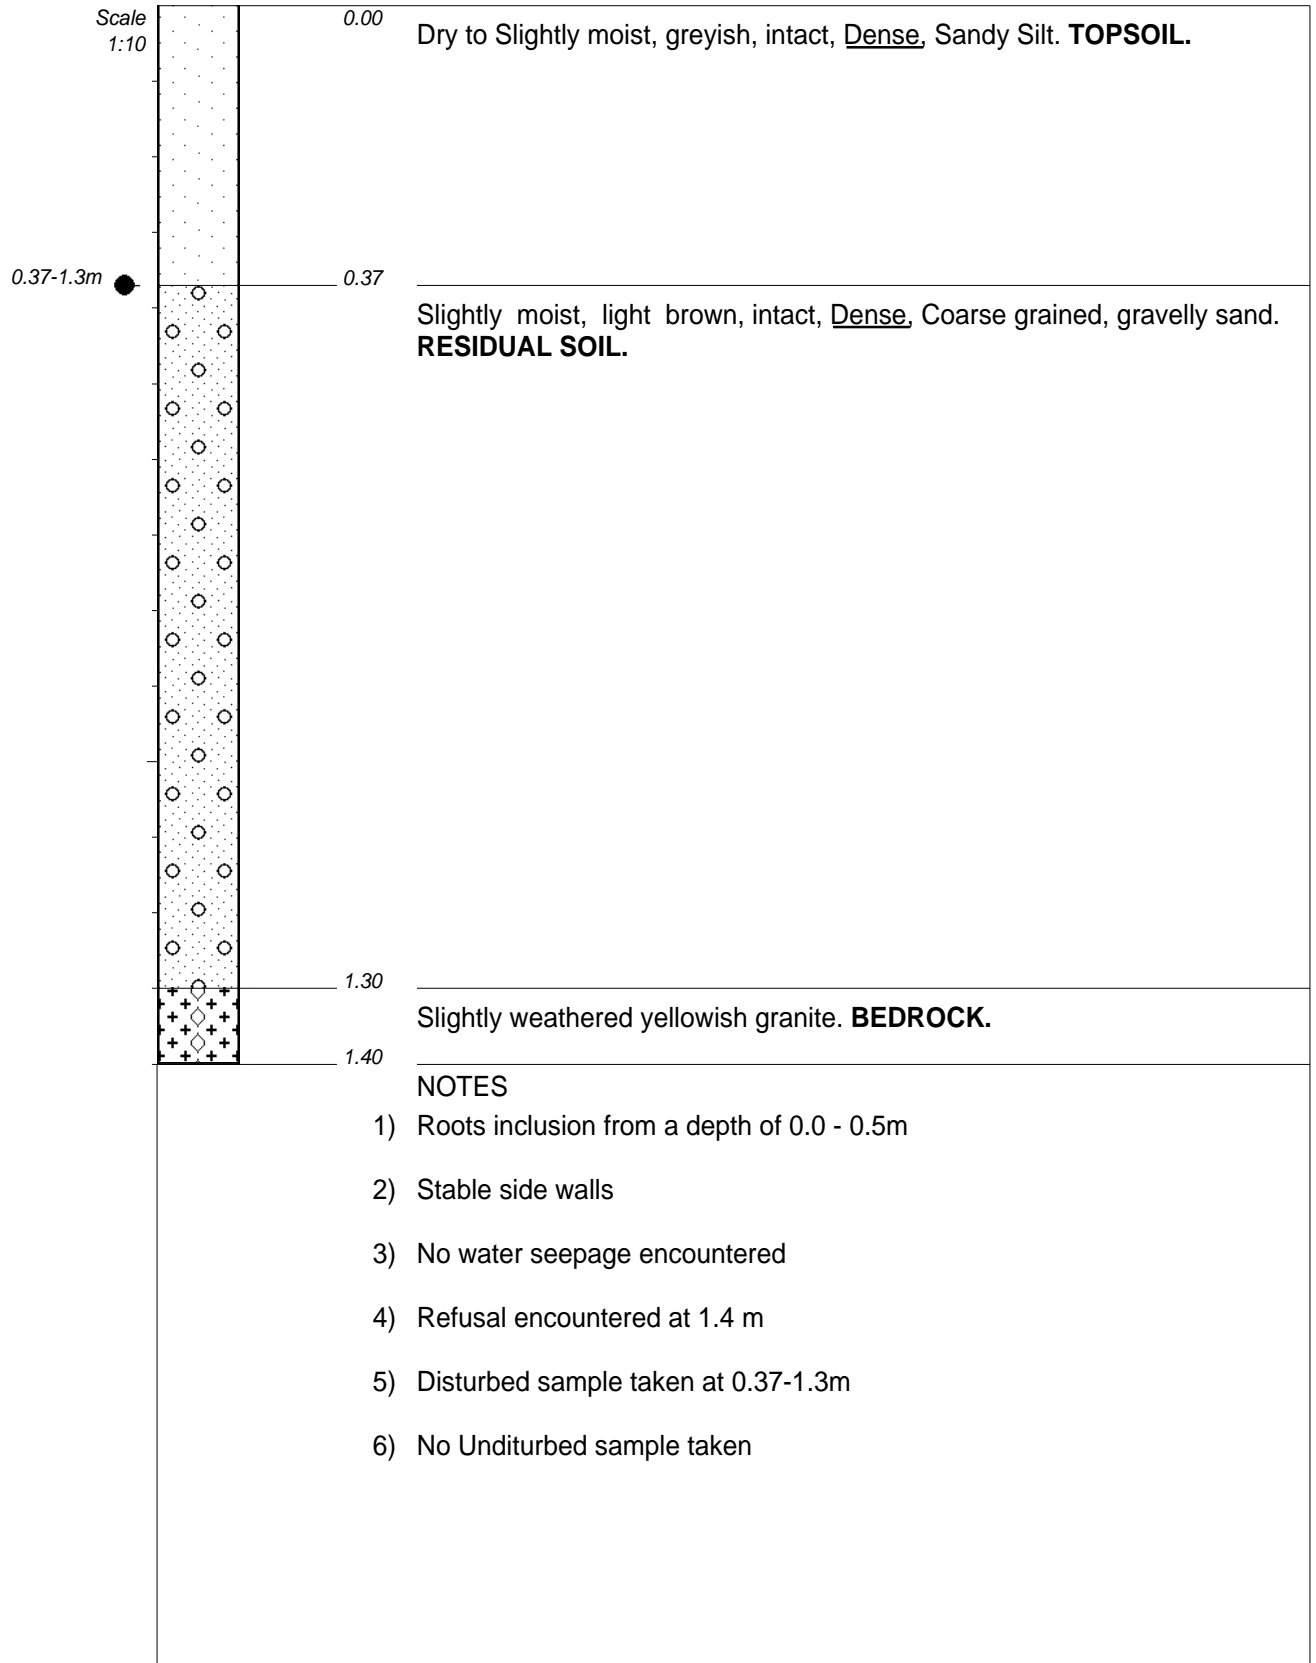 Scale
1:10
0.00
Dry to Slightly moist, greyish, intact, Dense, Sandy Silt. TOPSOIL.
0.37-1.3m
0.37
Slightly moist, light brown, intact, Dense, Coarse grained, gravelly sand.
RESIDUAL SOIL.
1.30
Slightly weathered yellowish granite. BEDROCK.
1.40
NOTES
1) Roots inclusion from a depth of 0.0 - 0.5m
2) Stable side walls
3) No water seepage encountered
4) Refusal encountered at 1.4 m
5) Disturbed sample taken at 0.37-1.3m
6) No Unditurbed sample taken